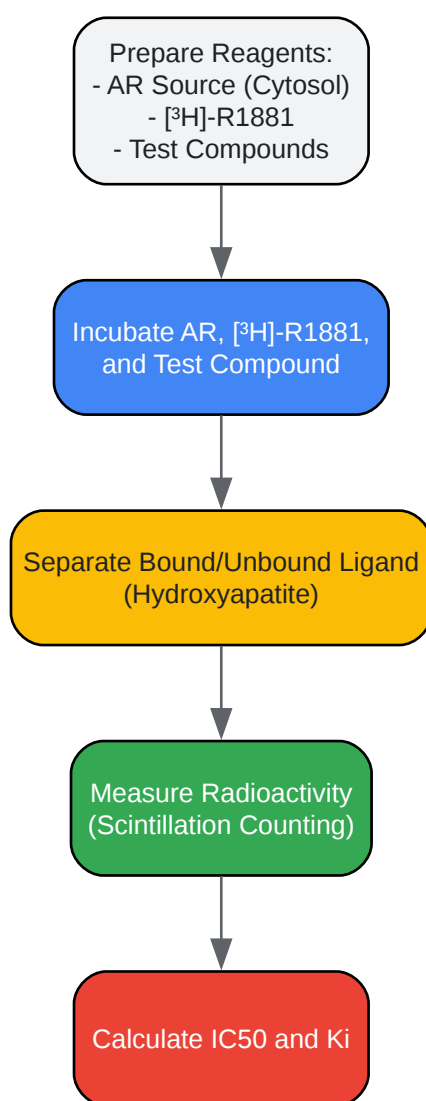 Prepare Reagents:
- AR Source (Cytosol)
- [³H]-R1881
- Test Compounds
Incubate AR, [³H]-R1881,
and Test Compound
Separate Bound/Unbound Ligand
(Hydroxyapatite)
Measure Radioactivity
(Scintillation Counting)
Calculate IC50 and Ki